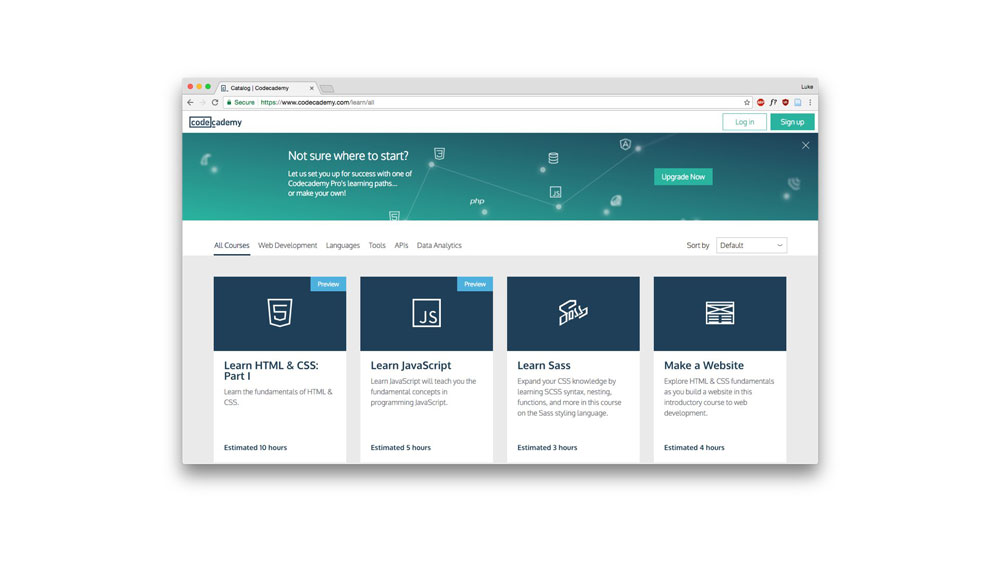 Catalog | Codecademy
Luke
Secure https://www.codecademy.com/learn/all
codecademy
Log in
Sign up
Not sure where to start?
Let us set you up for success with one of
Codecademy Pro's learning paths...
or make your own!
Upgrade Now
php
JS
All Courses Web Development Languages Tools APIs Data Analytics
Sort by Default
Preview
5
Learn HTML & CSS:
Part I
Learn the fundamentals of HTML &
CSS.
Estimated 10 hours
Preview
JS
Learn JavaScript
Learn JavaScript will teach you the
fundamental concepts in
programming JavaScript.
Estimated 5 hours
Sass
Learn Sass
Expand your CSS knowledge by
learning SCSS syntax, nesting,
functions, and more in this course
on the Sass styling language.
Estimated 3 hours
Make a Website
Explore HTML & CSS fundamentals
as you build a website in this
introductory course to web
development.
Estimated 4 hours